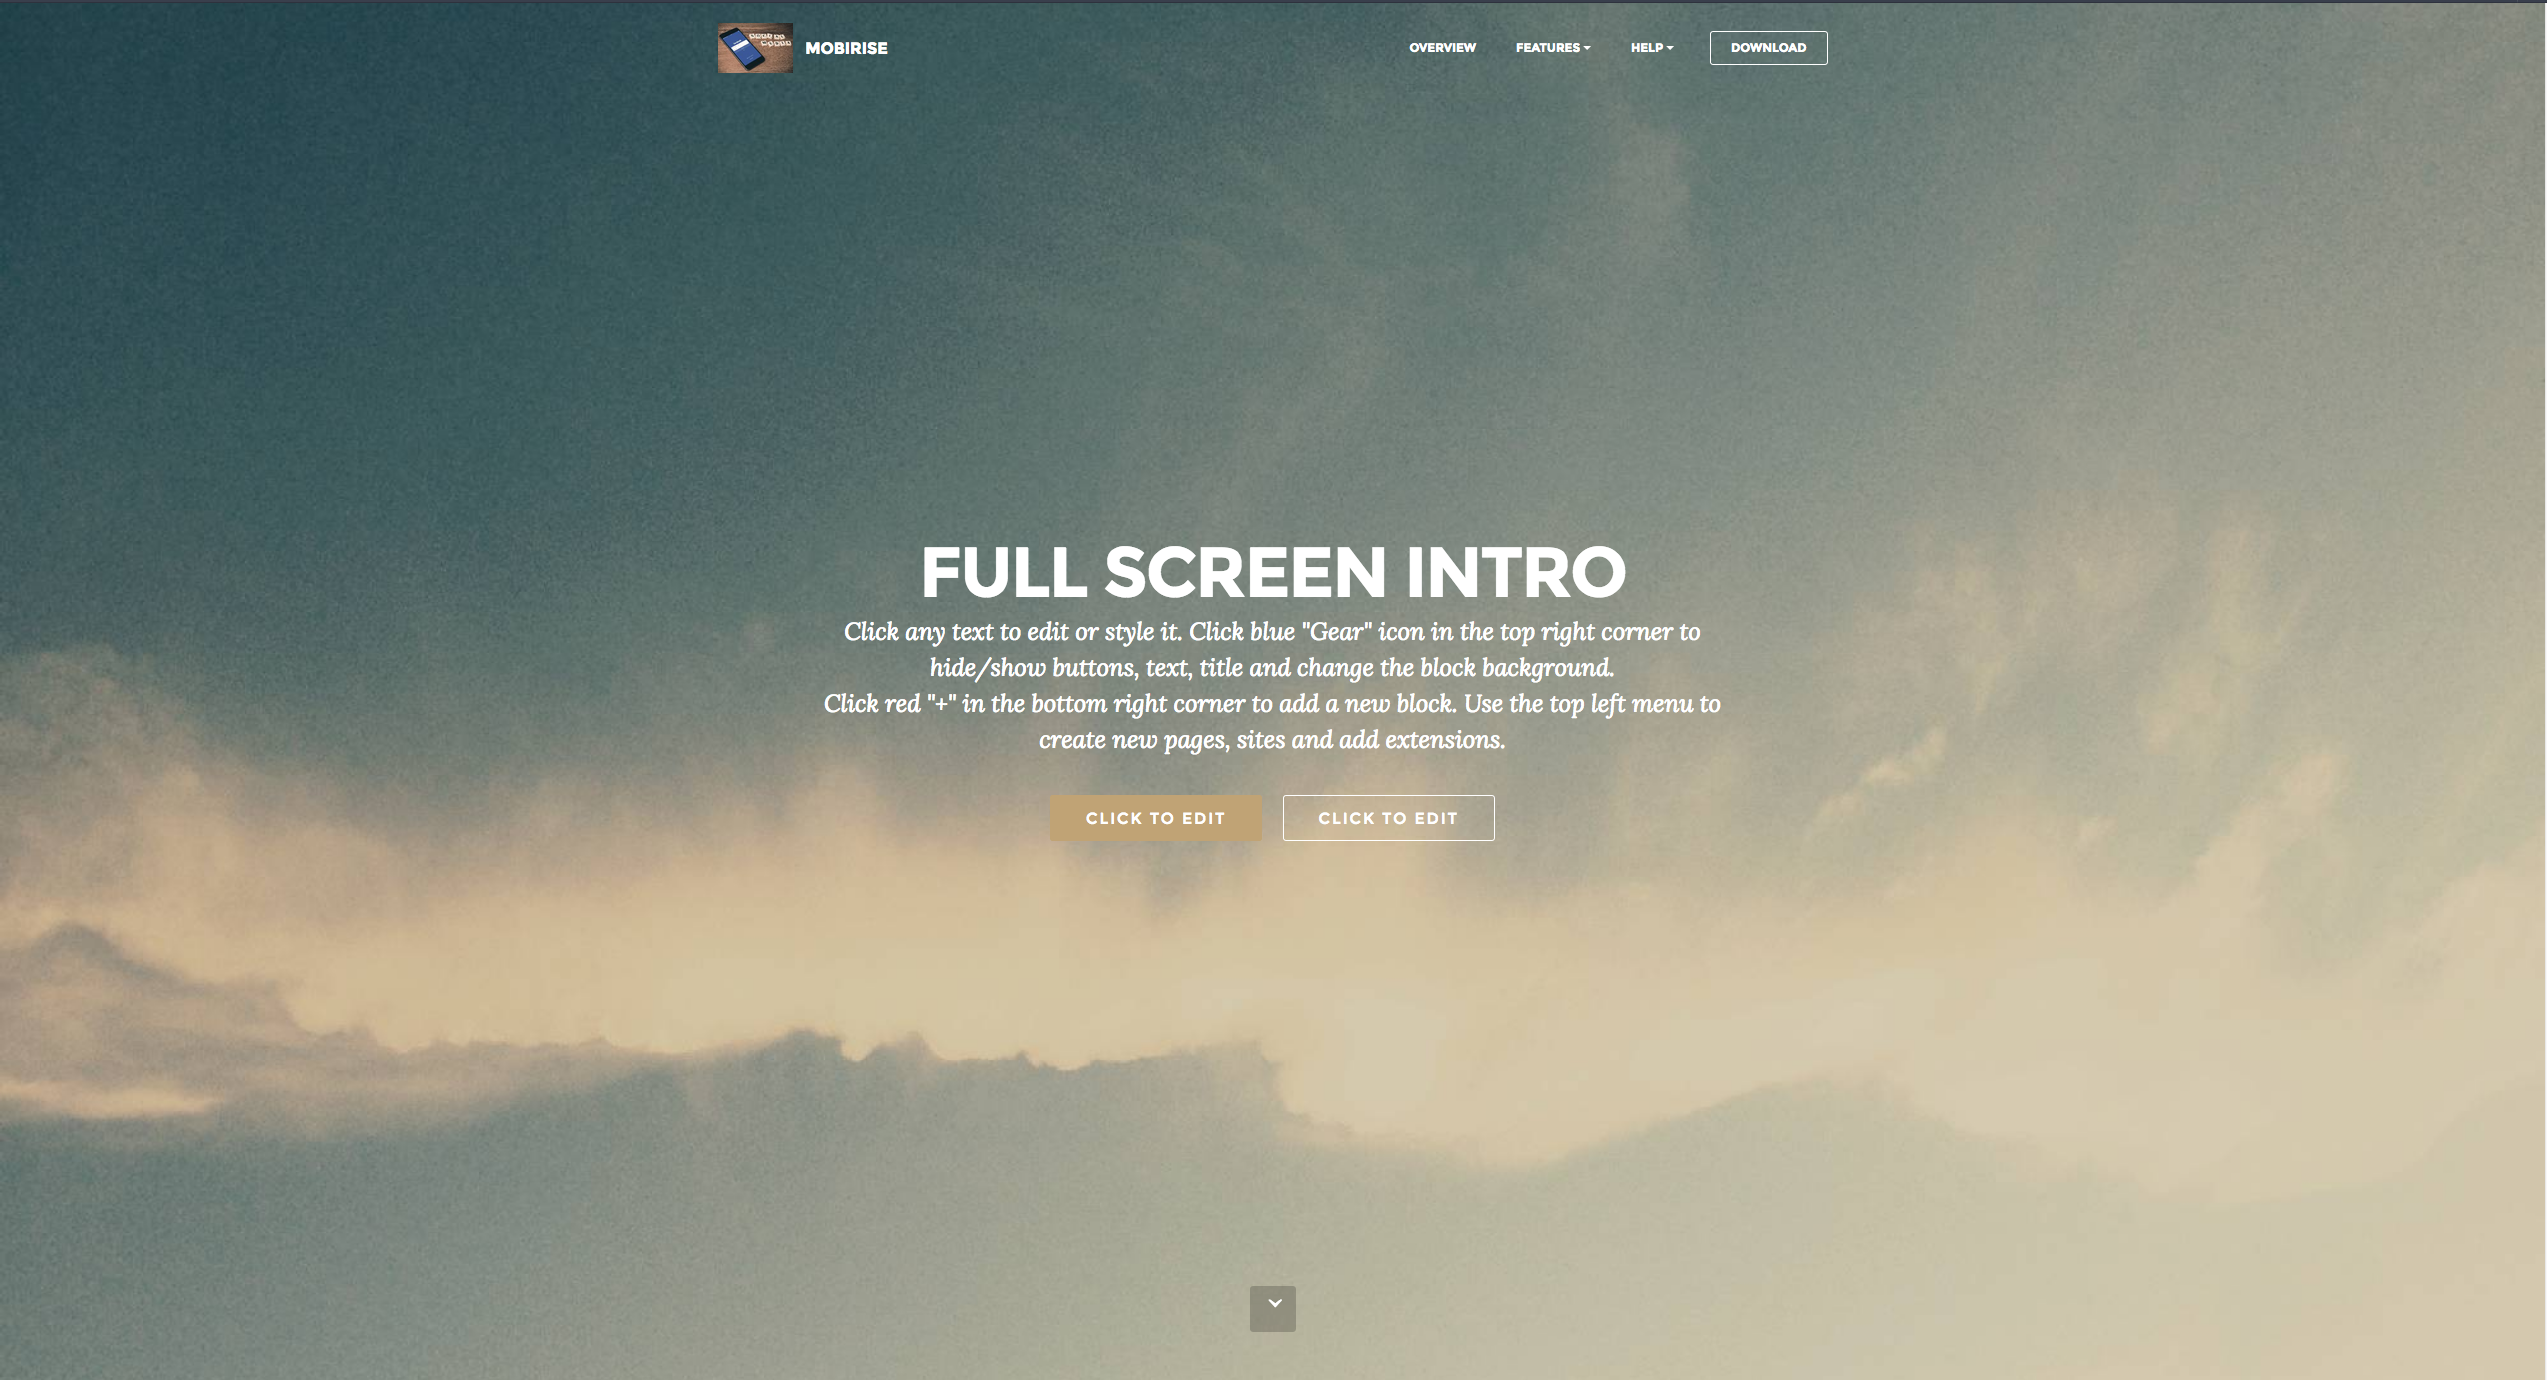 MOBIRISE
OVERVIEW
FEATURES
HELP
DOWNLOAD
FULL SCREEN INTRO
Click any text to edit or style it. Click blue "Gear" icon in the top right corner to
hide/show buttons, text, title and change the block background.
Click red "+" in the bottom right corner to add a new block. Use the top left menu to
create new pages, sites and add extensions.
CLICK TO EDIT
CLICK TO EDIT